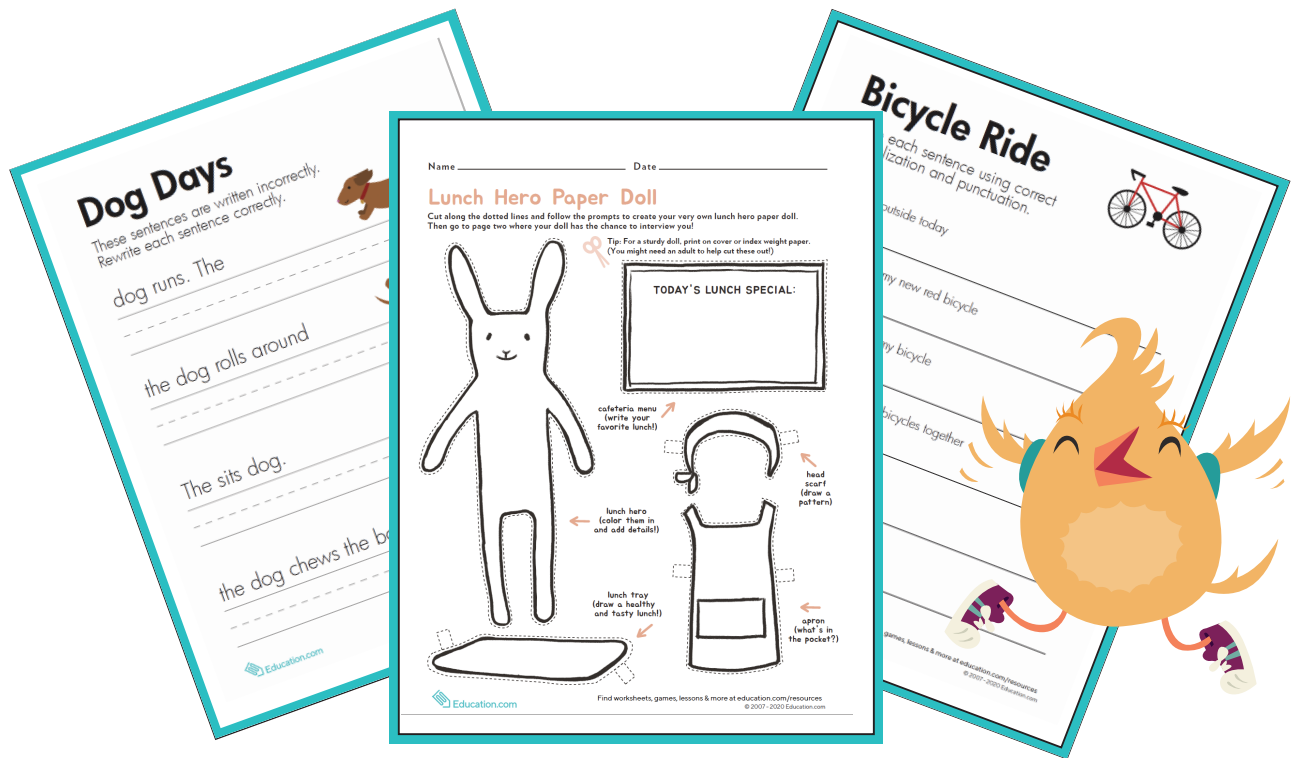 Dog Days
These sentences are written incorrectly.
Rewrite each sentence correctly.
dog runs. The
the dog rolls around
The sits dog.
the dog chews the
Education.com
Name
Date
Lunch Hero Paper Doll
Cut along the dotted lines and follow the prompts to create your very own lunch hero paper doll.
Then go to page two where your doll has the chance to interview you!
Tip: For a sturdy doll, print on cover or index weight paper.
(You might need an adult to help cut these out!)
TODAY'S LUNCH SPECIAL:
cafeteria menu
(write your
favorite lunch!)
head
scarf
(draw a
pattern)
lunch hero
(color them in
and add details!)
lunch tray
(draw a healthy
and tasty lunch!)
apron
(what's in
the pocket?)
Education.com
Find worksheets, games, lessons & more at education.com/resources
© 2007 - 2020 Education.com
Bicycle Ride
each sentence using correct
lization and punctuation.
outside today
my new red bicycle
my bicycle
bicycles together
games, lessons & more at education.com/resources
© 2007 - 2020 Education.com